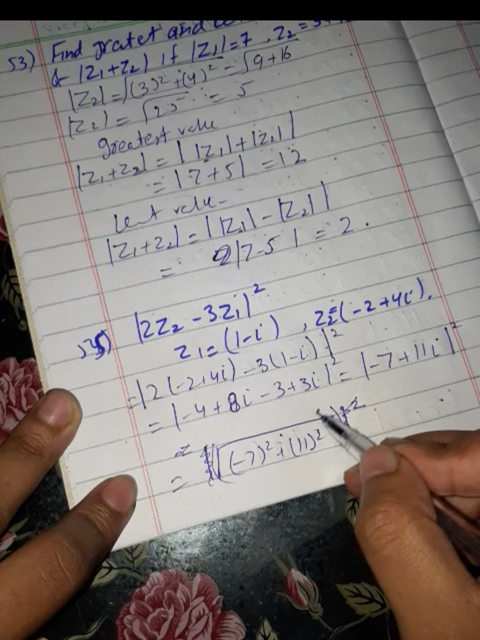 53) Find gratet and
of |Z₁+Z₂| if |Z₁|=7, Z₂=3+
|Z₂|=√(3)²+(4)² = √9+16
|Z₂| = √25 = 5
greatest value
|Z₁+Z₂| = ||Z₁|+|Z₂||
= |7+5| = 12
least value-
|Z₁+Z₂| = ||Z₁|-|Z₂||
= |7-5| = 2.
|2Z₂-3Z₁|²
Z₁=(1-i), Z₂=(-2+4i).
=|2(-2+4i)-3(1-i)|²
= |-4+8i-3+3i|² = |-7+11i|²
= √(-7)²+(11)²